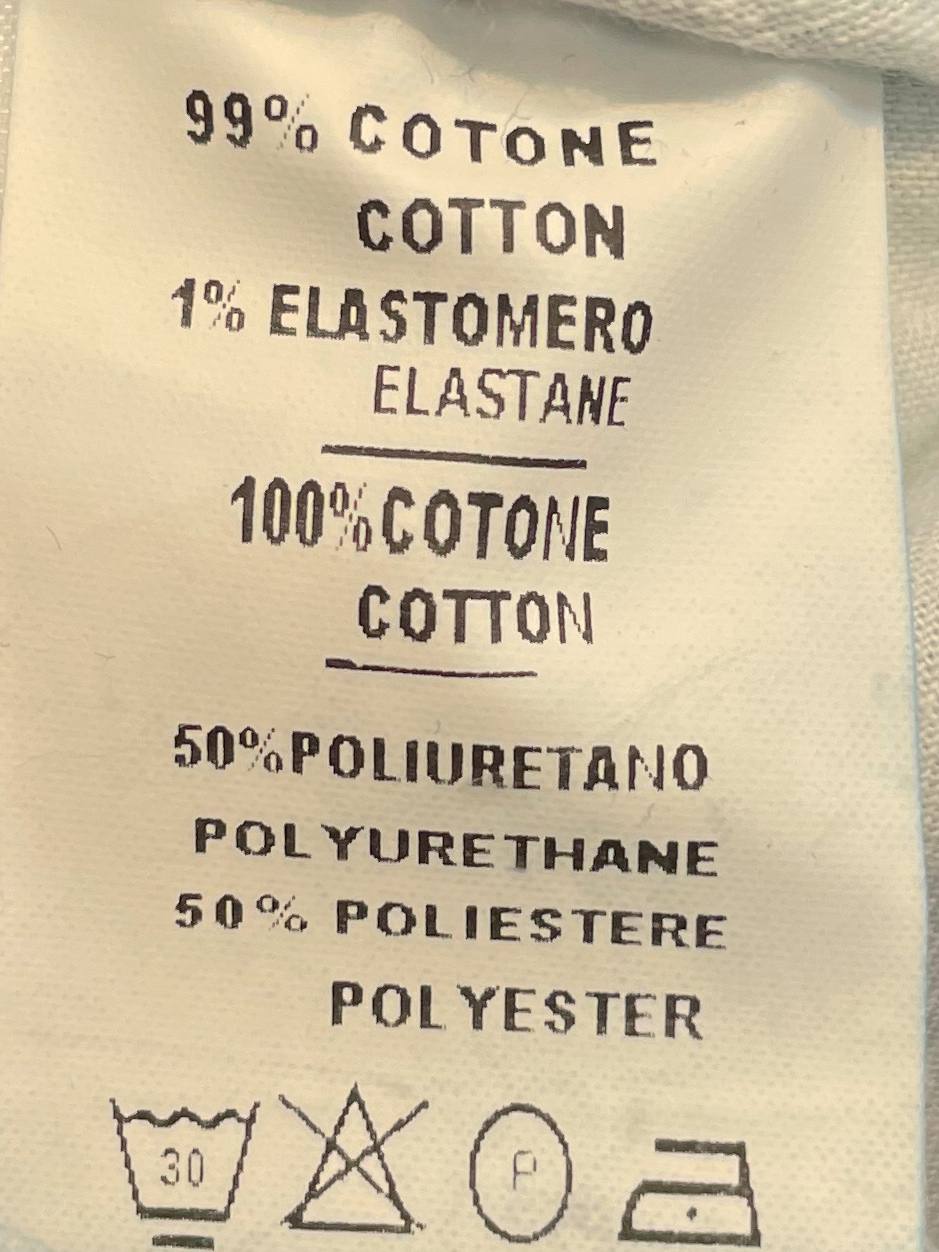 99% COTONE
COTTON
1% ELASTOMERO
ELASTANE
100% COTONE
COTTON
50% POLIURETANO
POLYURETHANE
50% POLIESTERE
POLYESTER
30 P